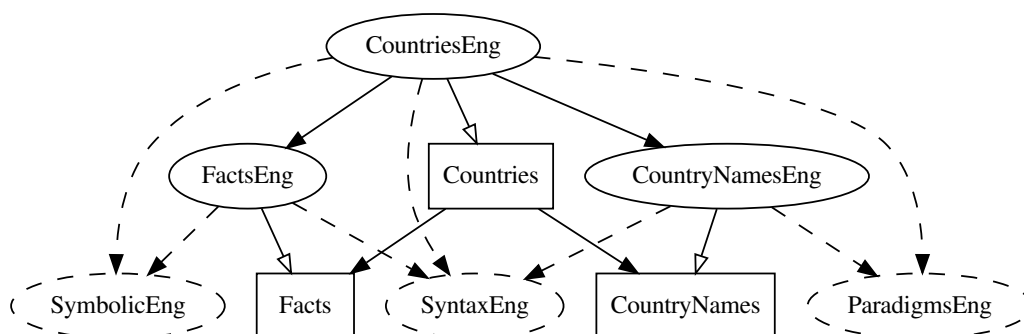 CountriesEng
FactsEng
Countries
CountryNamesEng
SymbolicEng
Facts
SyntaxEng
CountryNames
ParadigmsEng